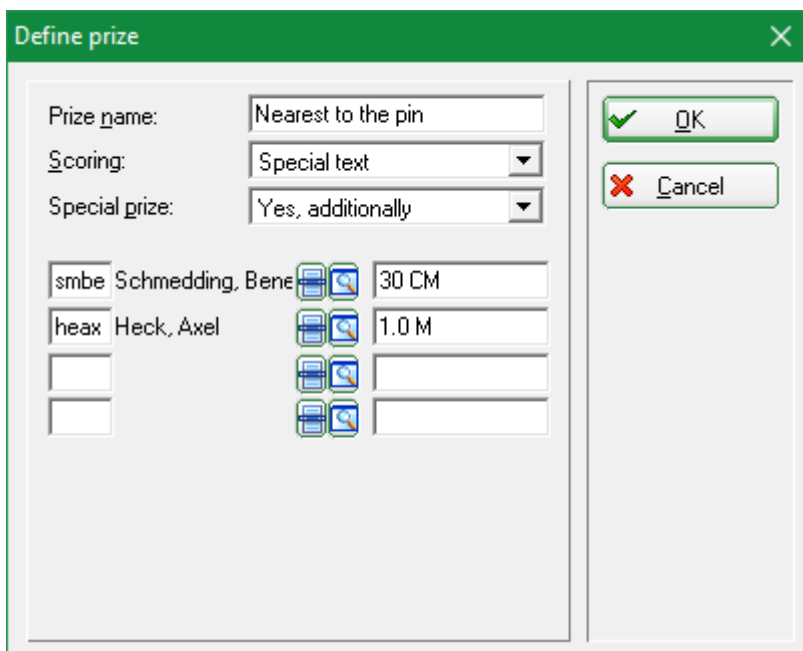 Define prize
Prize name: Nearest to the pin
Scoring: Special text
Special prize: Yes, additionally
smbe Schmedding, Bene 30 CM
heax Heck, Axel 1.0 M
OK
Cancel